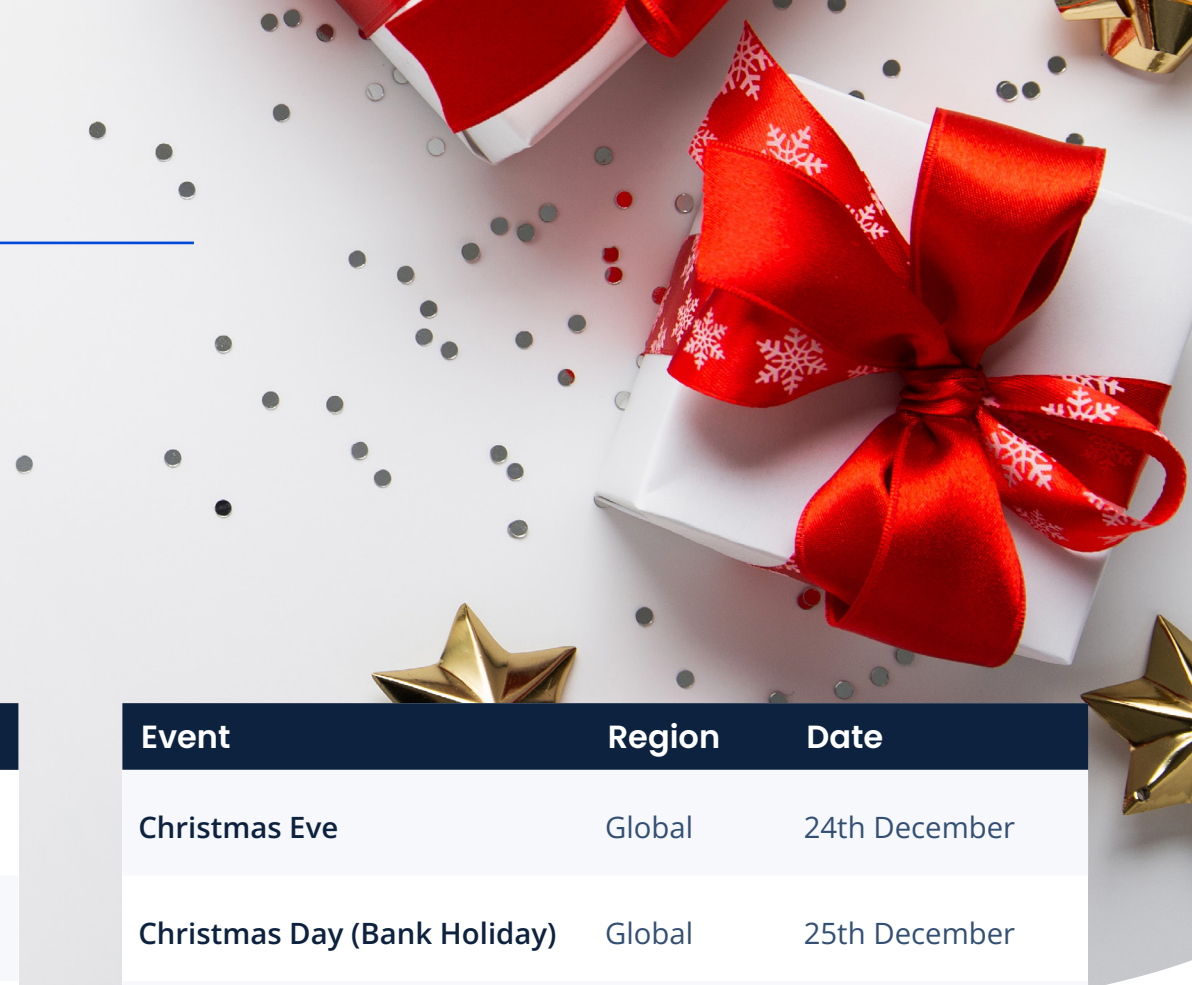 Event Region Date
Christmas Eve Global 24th December
Christmas Day (Bank Holiday) Global 25th December